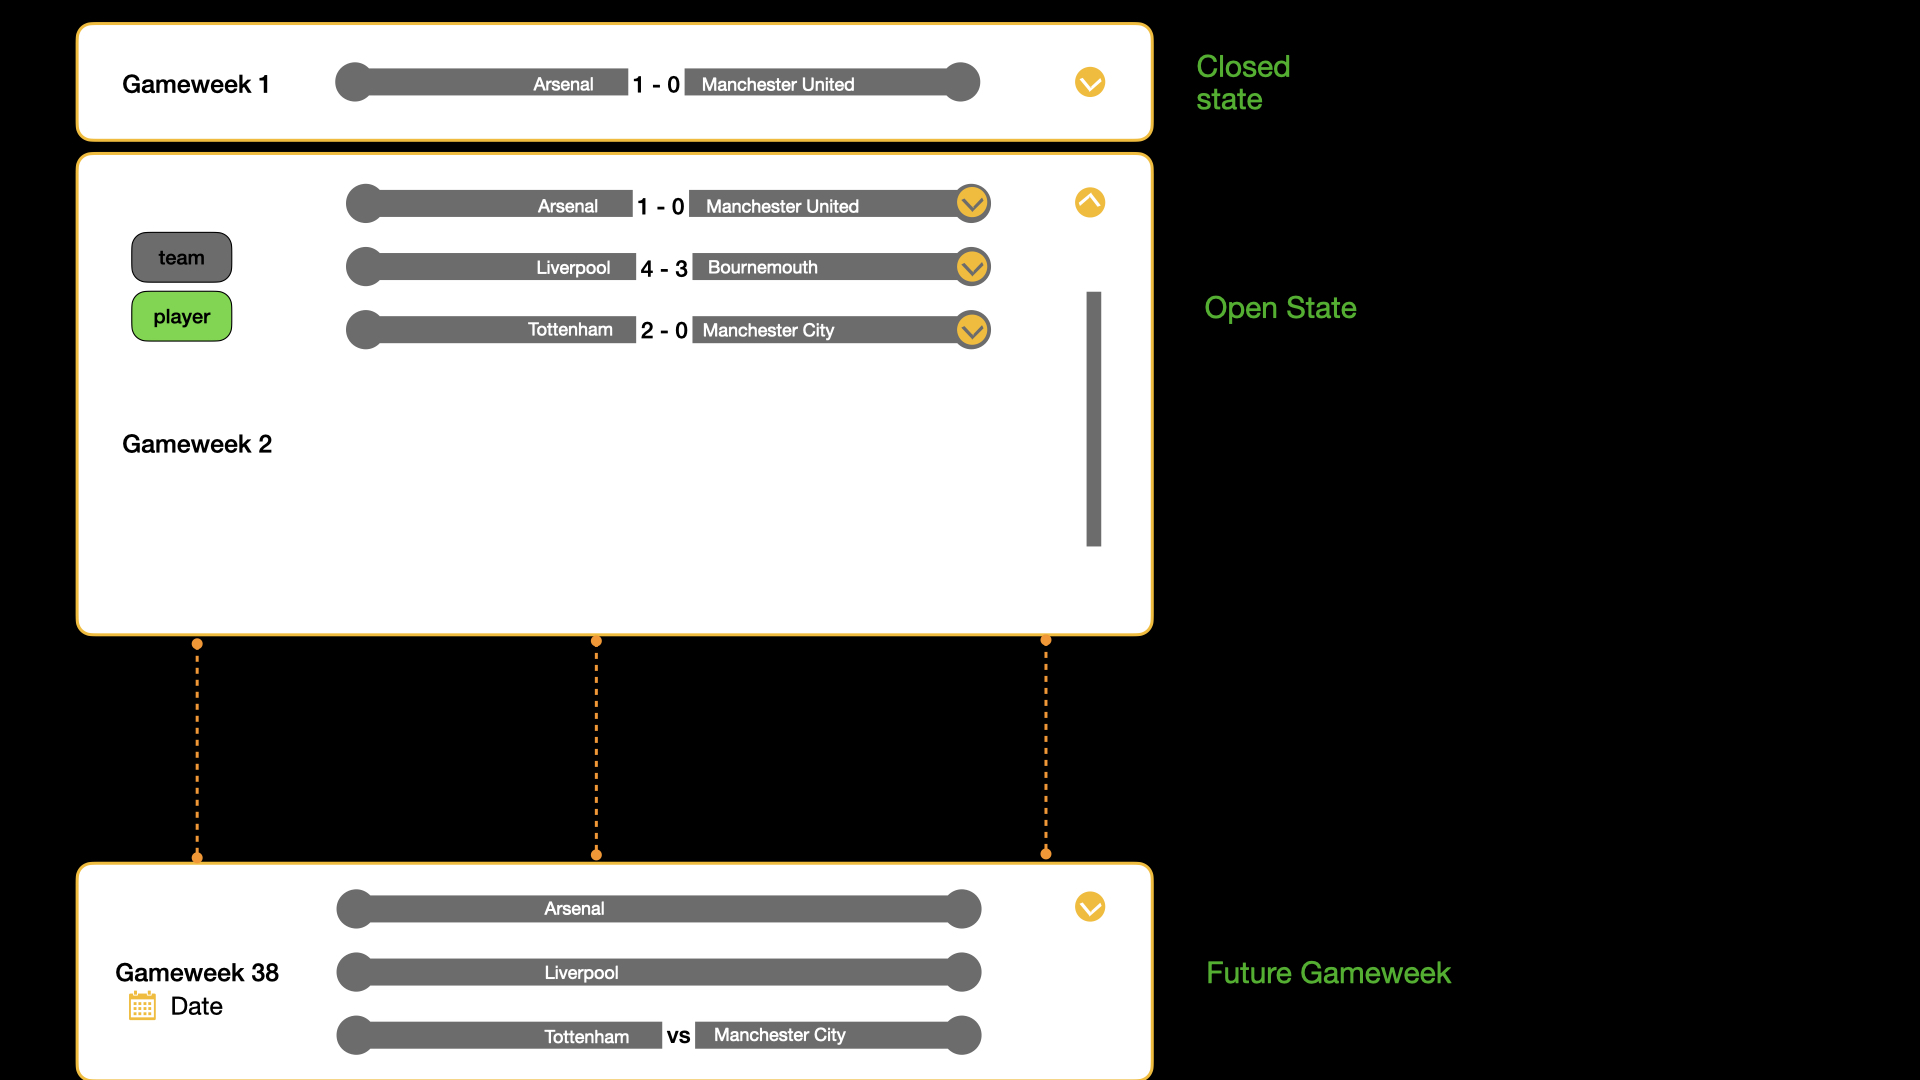 Gameweek 1
Arsenal 1 - 0 Manchester United
Closed
state
Arsenal 1 - 0 Manchester United
team
Liverpool 4 - 3 Bournemouth
player
Tottenham 2 - 0 Manchester City
Open State
Gameweek 2
Arsenal
Gameweek 38
Liverpool
Future Gameweek
Date
Tottenham vs Manchester City